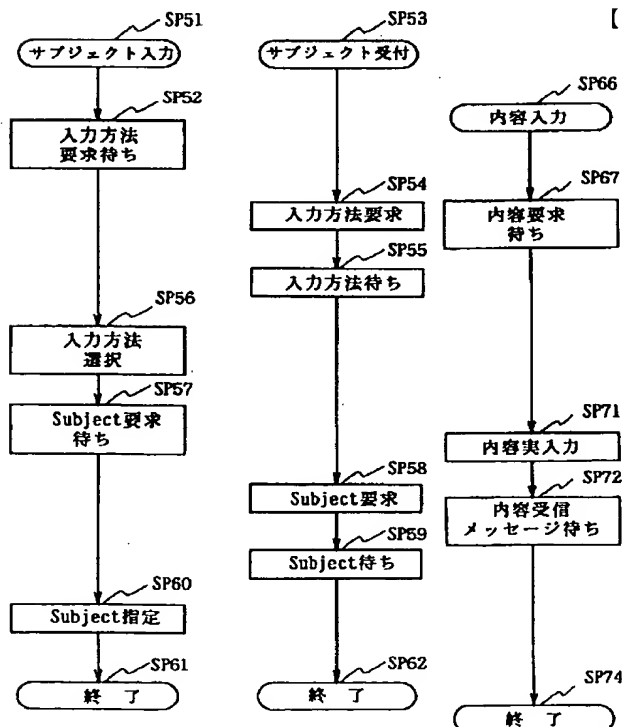 SP51
サブジェクト入力
SP52
入力方法
要求待ち
SP56
入力方法
選択
SP57
Subject要求
待ち
SP60
Subject指定
SP61
終 了
SP53
サブジェクト受付
SP54
入力方法要求
SP55
入力方法待ち
SP58
Subject要求
SP59
Subject待ち
SP62
終 了
【
SP66
内容入力
SP67
内容要求
待ち
SP71
内容実入力
SP72
内容受信
メッセージ待ち
SP74
終 了